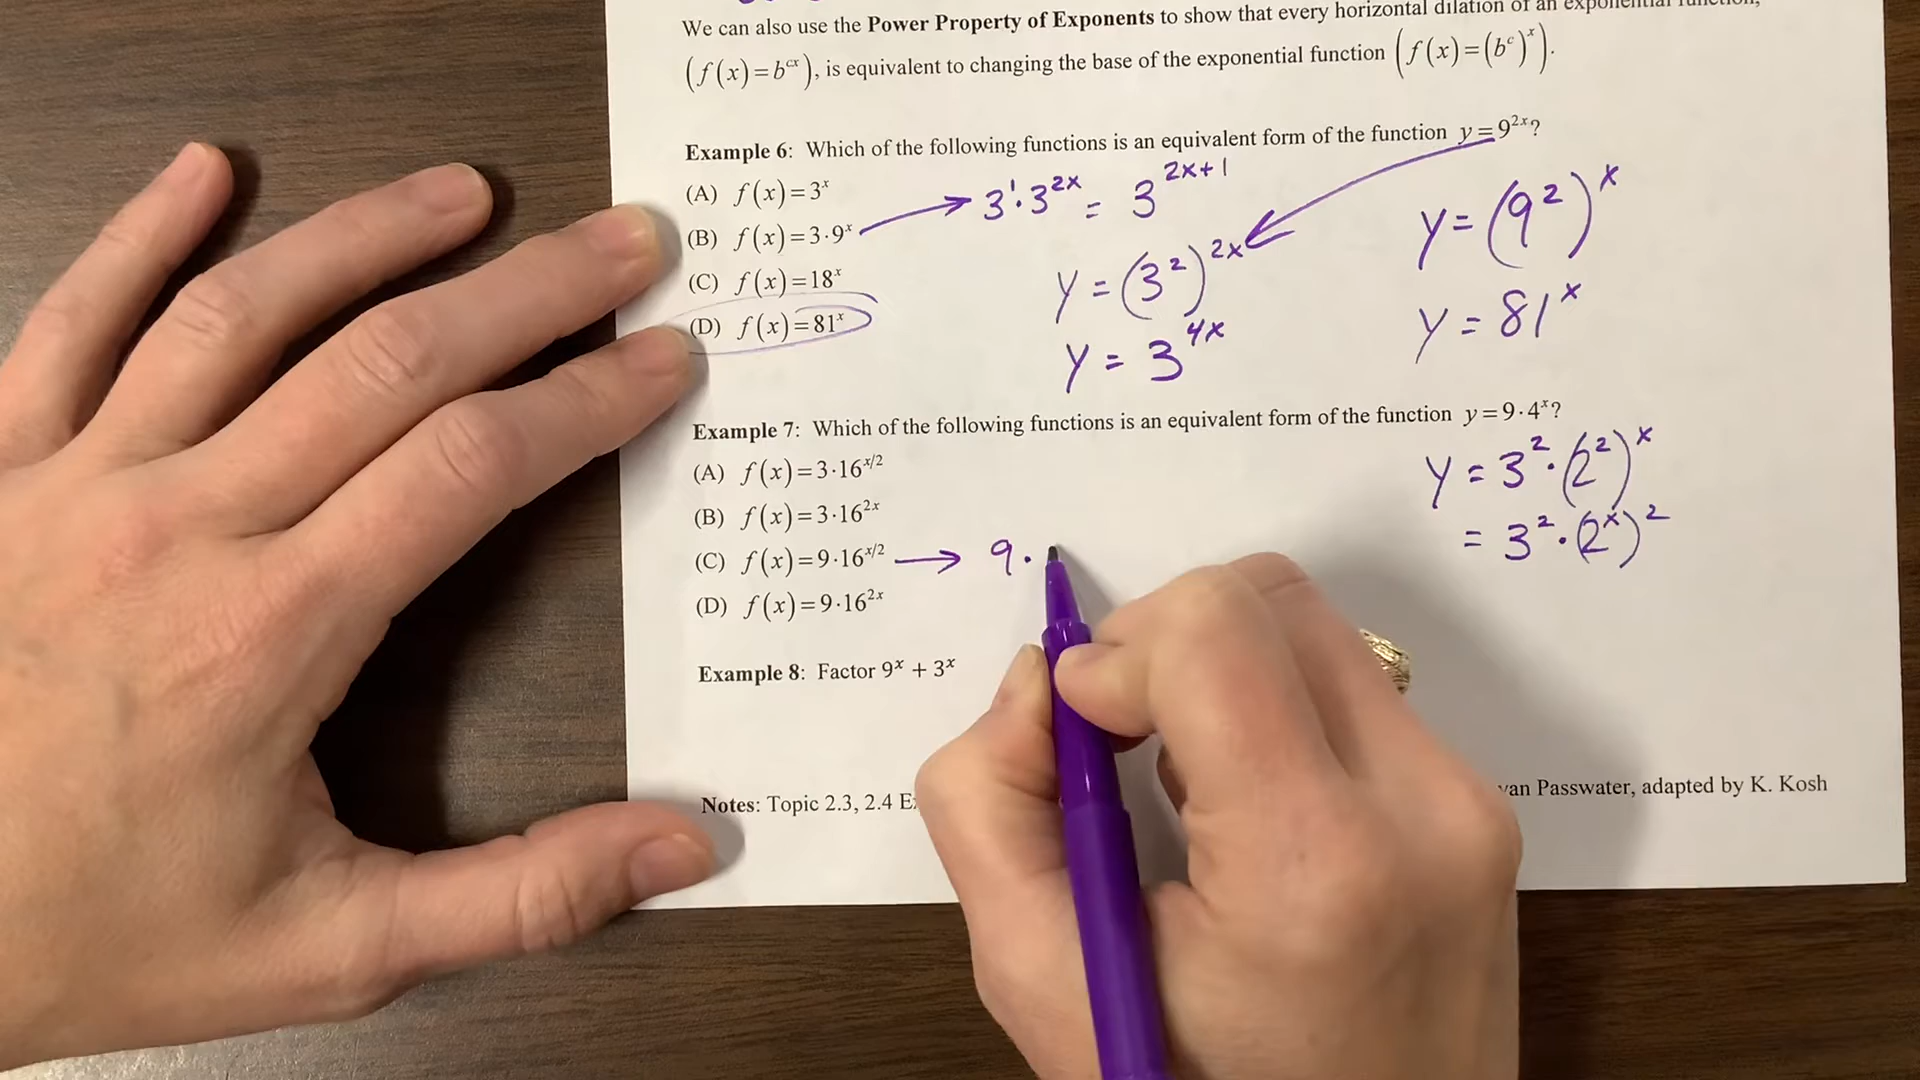 We can also use the Power Property of Exponents to show that every horizontal dilation of an exponential function,
(f(x)=b^{cx}), is equivalent to changing the base of the exponential function (f(x)=(b^c)^x).
Example 6: Which of the following functions is an equivalent form of the function y=9^{2x}?
(A) f(x)=3^x
(B) f(x)=3·9^x → 3^1·3^{2x} = 3^{2x+1}
(C) f(x)=18^x
(D) f(x)=81^x
y=(3^2)^{2x}
y=3^{4x}
y=(9^2)^x
y=81^x
Example 7: Which of the following functions is an equivalent form of the function y=9·4^x?
(A) f(x)=3·16^{x/2}
(B) f(x)=3·16^{2x}
(C) f(x)=9·16^{x/2} → 9·
(D) f(x)=9·16^{2x}
y=3^2·(2^2)^x
=3^2·(2^x)^2
Example 8: Factor 9^x + 3^x
Notes: Topic 2.3, 2.4
Passwater, adapted by K. Kosh